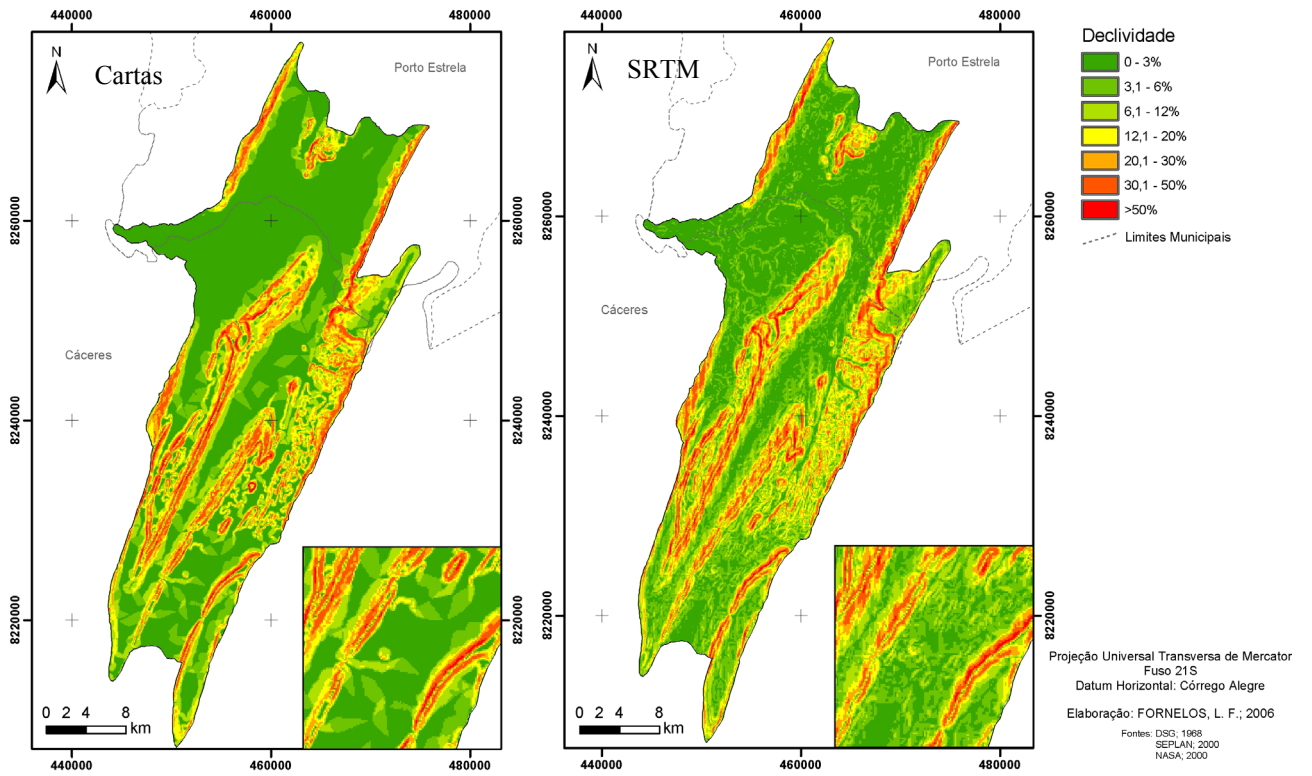 440000 460000 480000
N
Cartas
Porto Estrela
Cáceres
8260000
8240000
8220000
8260000
8240000
8220000
0 2 4 8
km
440000 460000 480000
440000 460000 480000
N
SRTM
Porto Estrela
Cáceres
8260000
8240000
8220000
8260000
8240000
8220000
0 2 4 8
km
440000 460000 480000
Declividade
0 - 3%
3,1 - 6%
6,1 - 12%
12,1 - 20%
20,1 - 30%
30,1 - 50%
>50%
Limites Municipais
Projeção Universal Transversa de Mercator
Fuso 21S
Datum Horizontal: Córrego Alegre
Elaboração: FORNELOS, L. F.; 2006
Fontes: DSG; 1968
SEPLAN; 2000
NASA; 2000